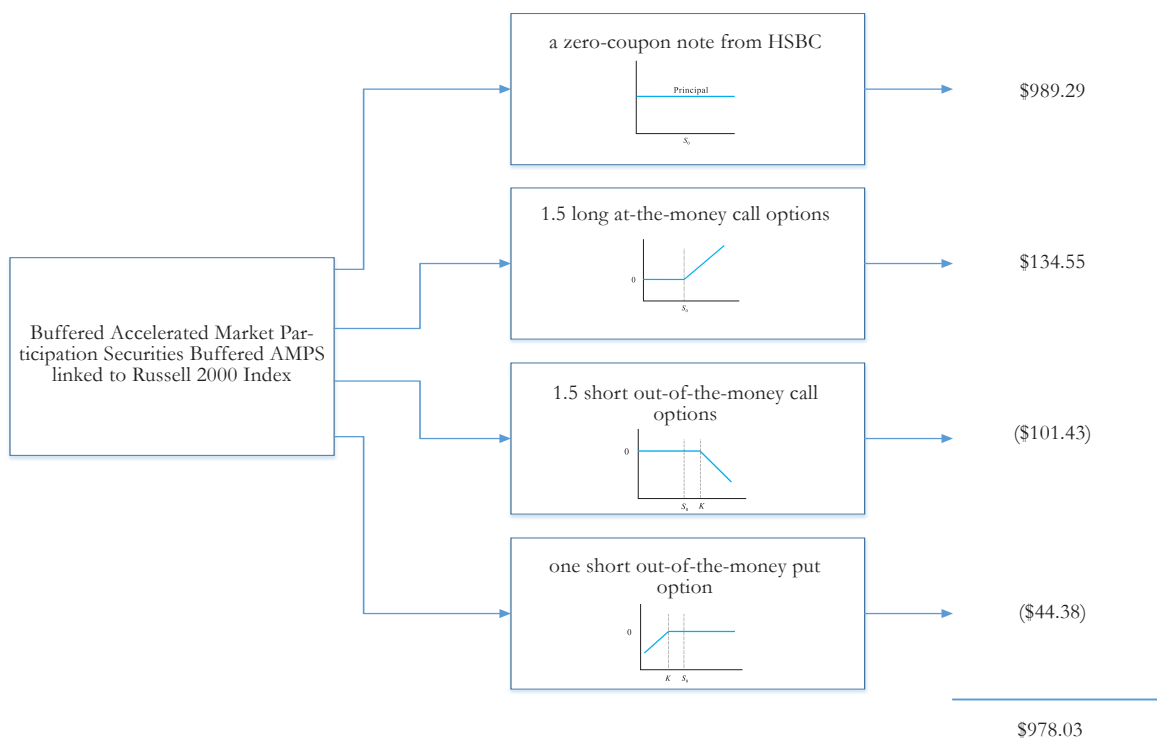 a zero-coupon note from HSBC
Principal
S₀
$989.29
1.5 long at-the-money call options
0
S₀
$134.55
Buffered Accelerated Market Par-
ticipation Securities Buffered AMPS
linked to Russell 2000 Index
1.5 short out-of-the-money call
options
0
S₀ K
($101.43)
one short out-of-the-money put
option
0
K S₀
($44.38)
$978.03